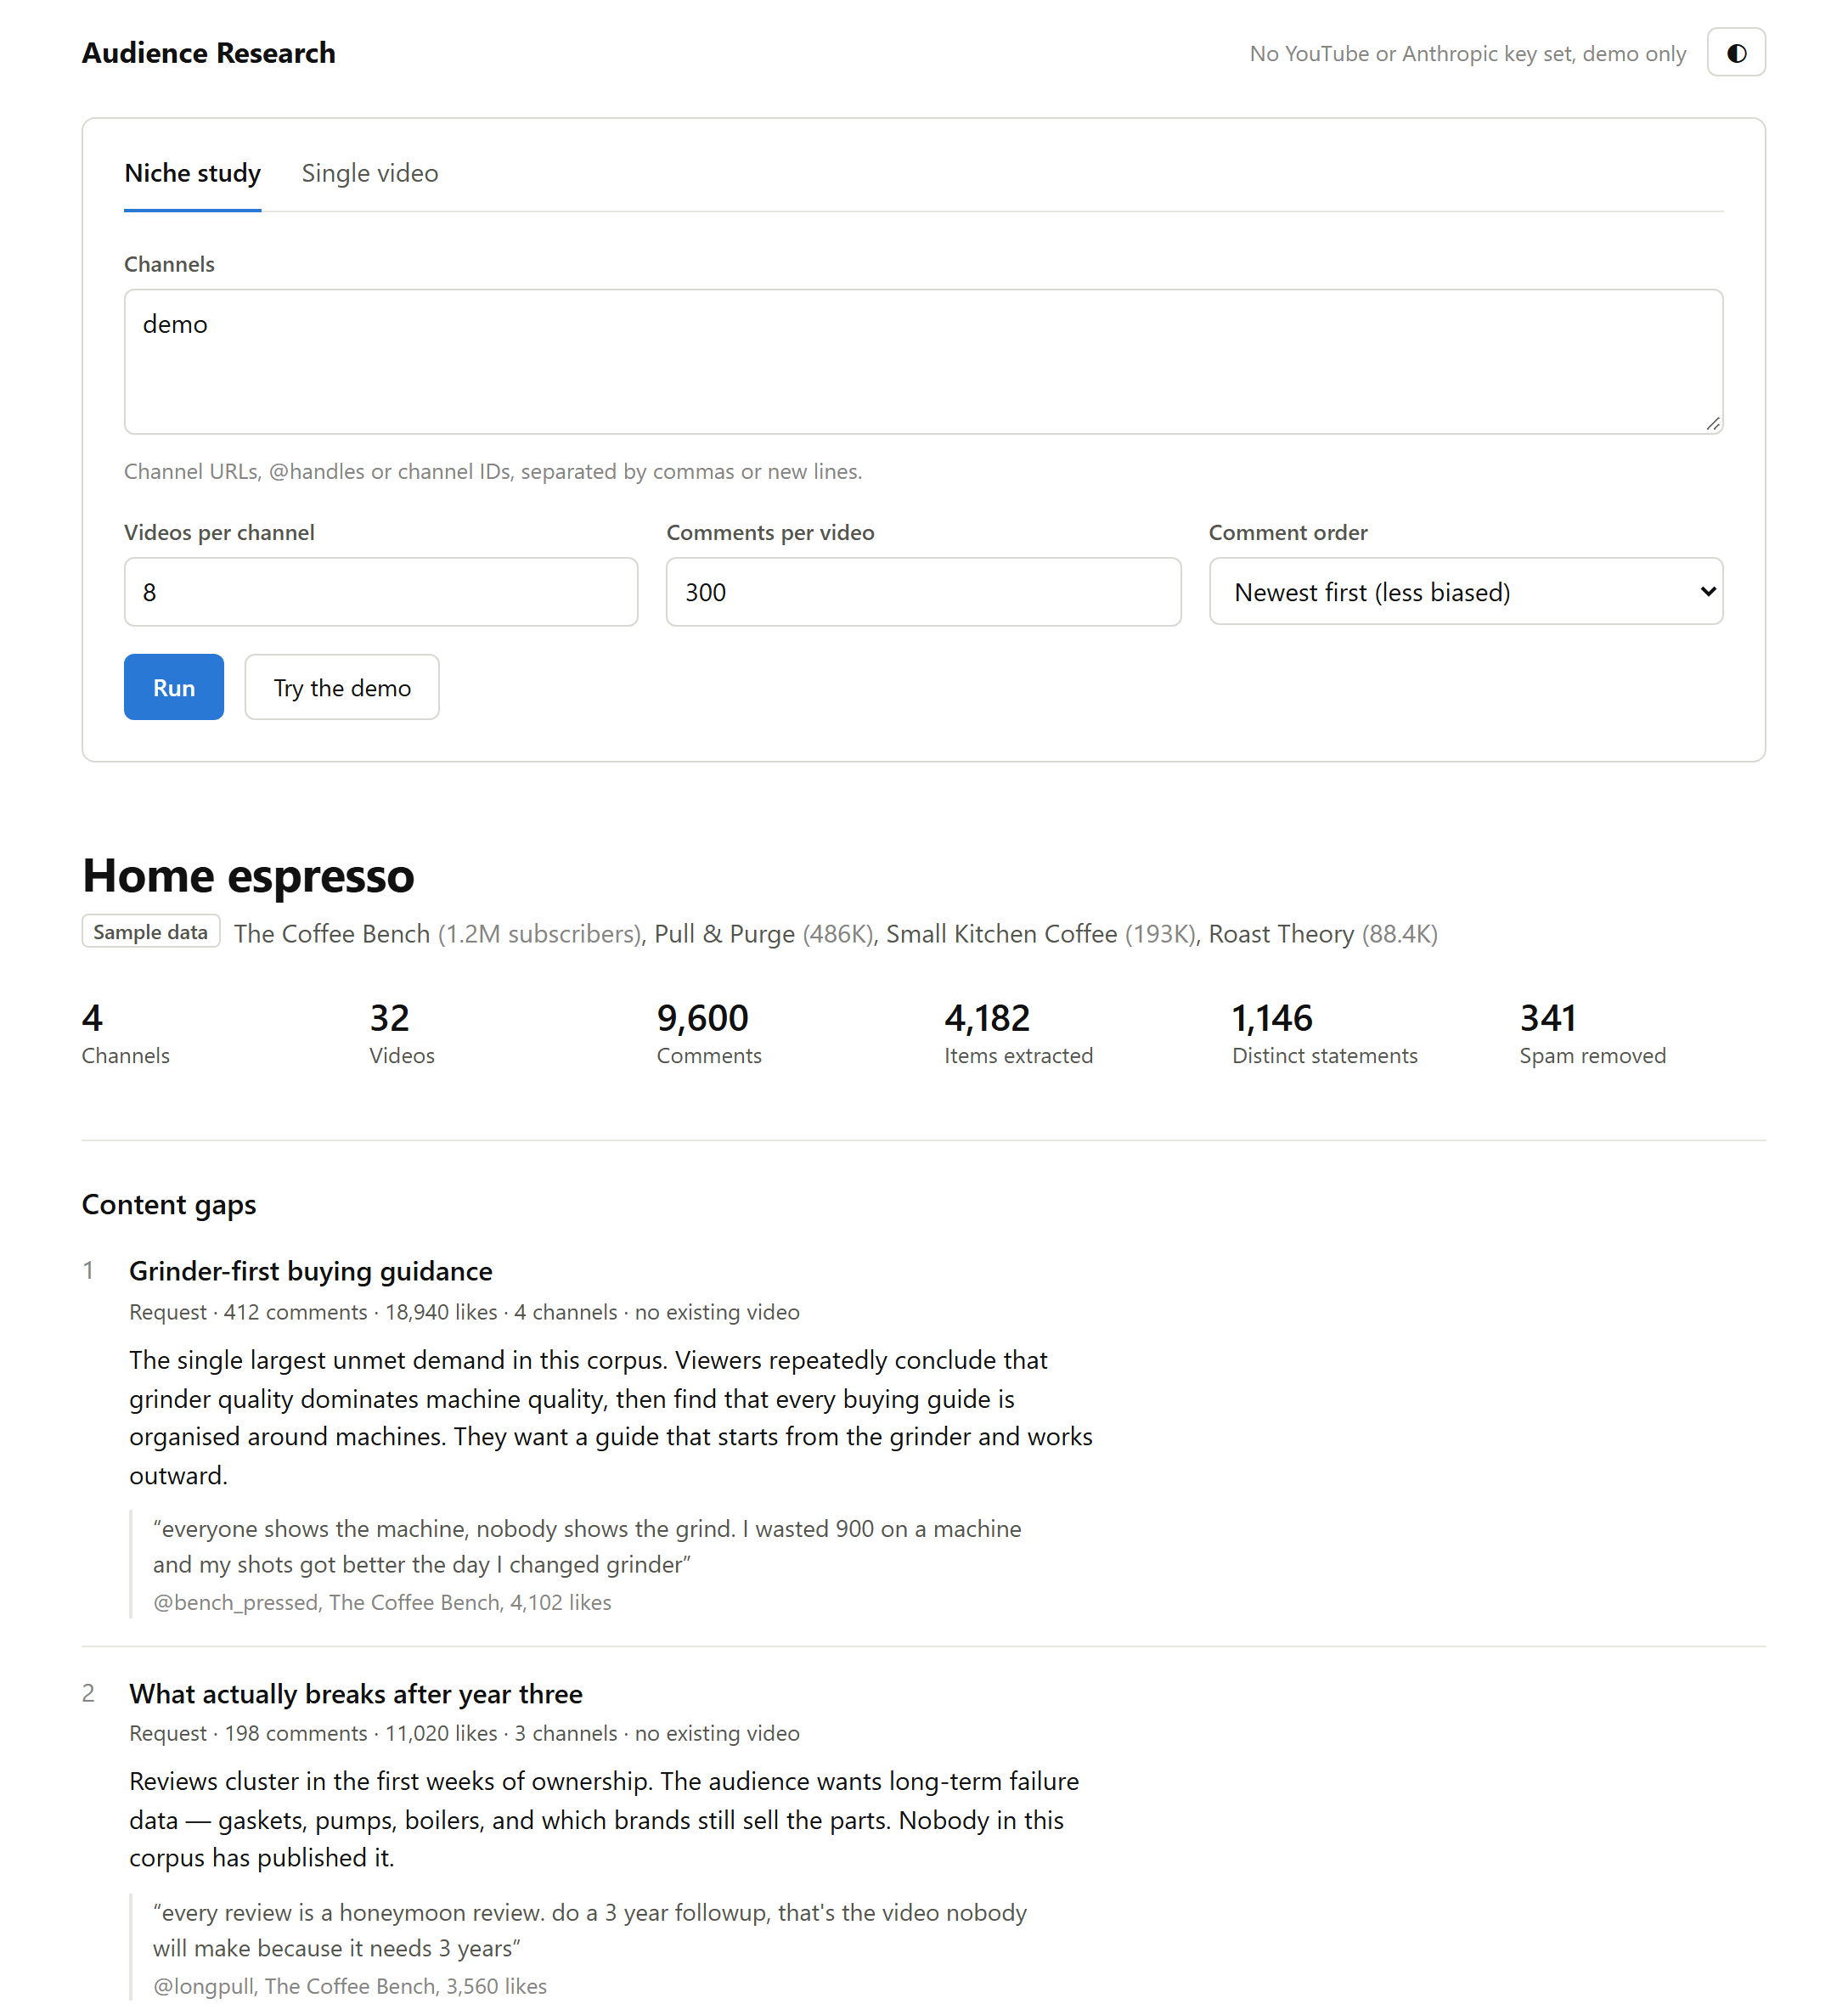 Audience Research
No YouTube or Anthropic key set, demo only
Niche study
Single video
Channels
demo
Channel URLs, @handles or channel IDs, separated by commas or new lines.
Videos per channel
Comments per video
Comment order
8
300
Newest first (less biased)
Run
Try the demo
Home espresso
Sample data The Coffee Bench (1.2M subscribers), Pull & Purge (486K), Small Kitchen Coffee (193K), Roast Theory (88.4K)
4
32
9,600
4,182
1,146
341
Channels
Videos
Comments
Items extracted
Distinct statements
Spam removed
Content gaps
1 Grinder-first buying guidance
Request · 412 comments · 18,940 likes · 4 channels · no existing video
The single largest unmet demand in this corpus. Viewers repeatedly conclude that
grinder quality dominates machine quality, then find that every buying guide is
organised around machines. They want a guide that starts from the grinder and works
outward.
“everyone shows the machine, nobody shows the grind. I wasted 900 on a machine
and my shots got better the day I changed grinder”
@bench_pressed, The Coffee Bench, 4,102 likes
2 What actually breaks after year three
Request · 198 comments · 11,020 likes · 3 channels · no existing video
Reviews cluster in the first weeks of ownership. The audience wants long-term failure
data — gaskets, pumps, boilers, and which brands still sell the parts. Nobody in this
corpus has published it.
“every review is a honeymoon review. do a 3 year followup, that's the video nobody
will make because it needs 3 years”
@longpull, The Coffee Bench, 3,560 likes